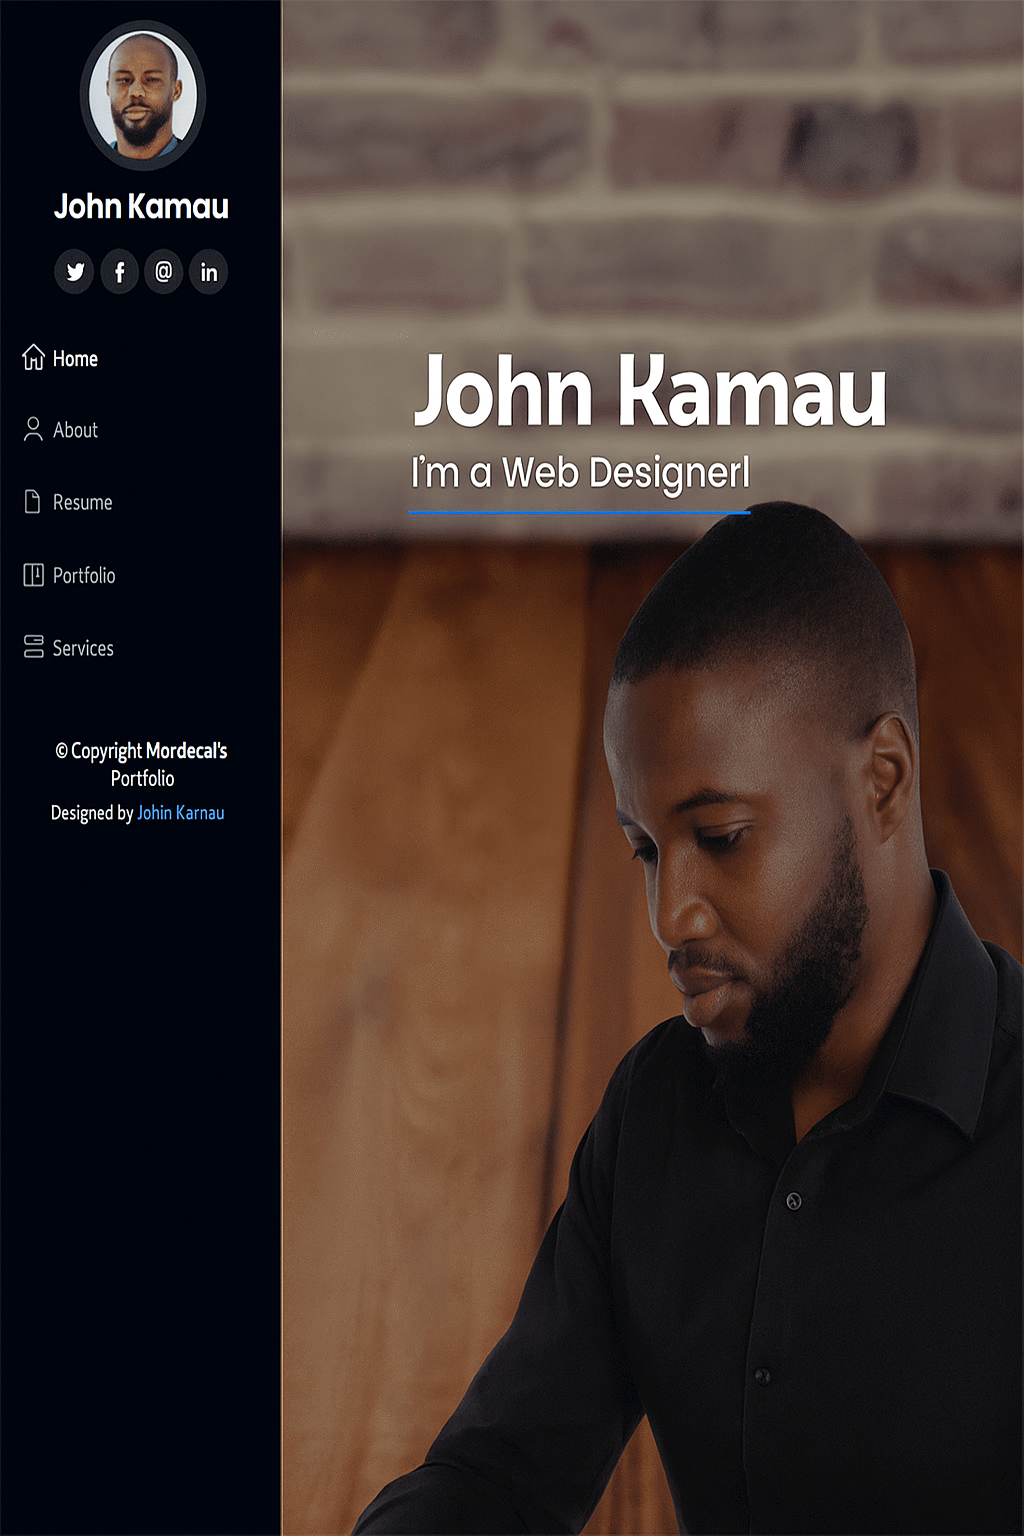 John Kamau
Home
About
Resume
Portfolio
Services
© Copyright Mordecal's
Portfolio
Designed by Johin Karnau
John Kamau
I'm a Web Designerl